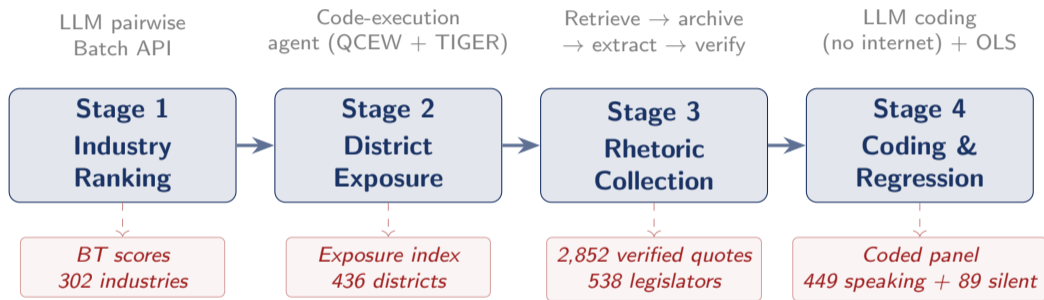 LLM pairwise
Batch API
Code-execution
agent (QCEW + TIGER)
Retrieve → archive
→ extract → verify
LLM coding
(no internet) + OLS
Stage 1
Industry
Ranking
Stage 2
District
Exposure
Stage 3
Rhetoric
Collection
Stage 4
Coding &
Regression
BT scores
302 industries
Exposure index
436 districts
2,852 verified quotes
538 legislators
Coded panel
449 speaking + 89 silent